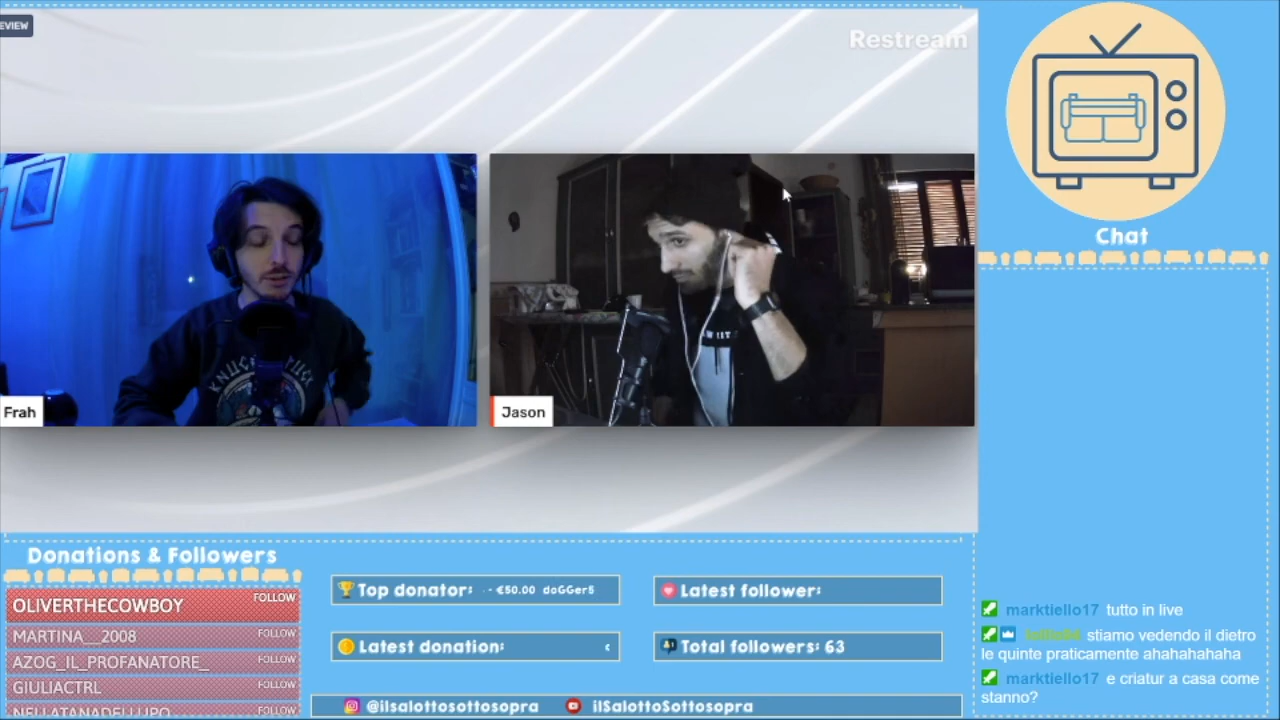 EVIEW
Restream
Frah
Jason
Chat
Donations & Followers
OLIVERTHECOWBOY FOLLOW
MARTINA__2008 FOLLOW
AZOG_IL_PROFANATORE_ FOLLOW
GIULIACTRL FOLLOW
NELLATANADELLUPO FOLLOW
Top donator: - €50.00 doGGer5
Latest follower:
Latest donation:
Total followers: 63
@ilsalottosottosopra
ilSalottoSottosopra
marktiello17 tutto in live
stiamo vedendo il dietro
le quinte praticamente ahahahahaha
marktiello17 e criatur a casa come
stanno?